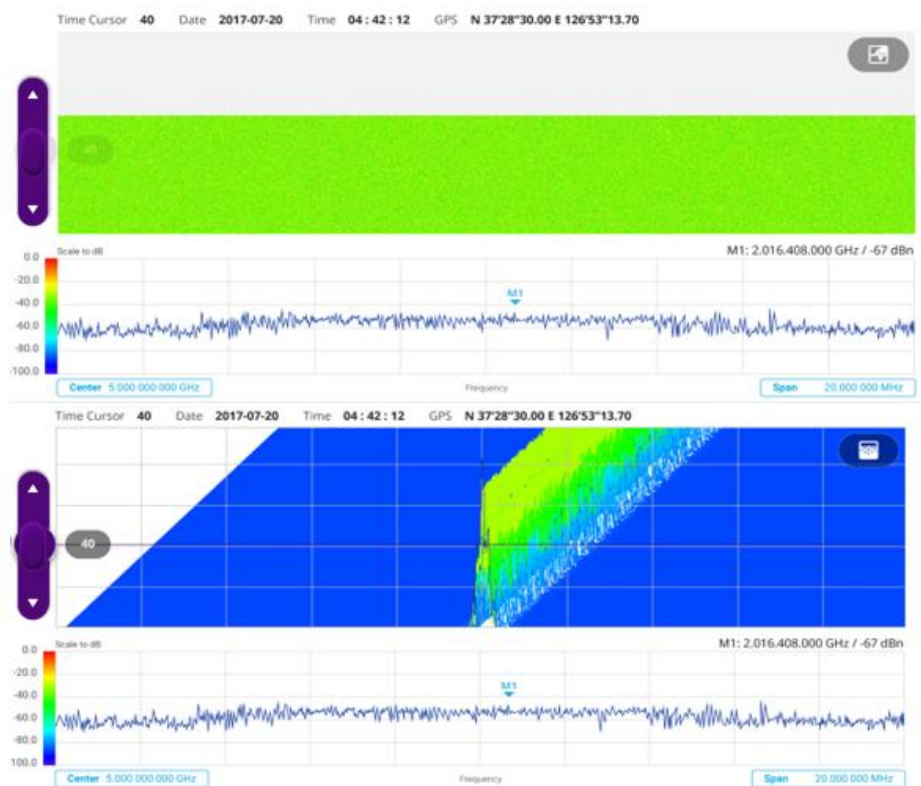 Time Cursor 40 Date 2017-07-20 Time 04 : 42 : 12 GPS N 37'28"30.00 E 126'53"13.70
Scale to dB
M1: 2.016.408.000 GHz / -67 dBn
0.0
-20.0
-40.0
-60.0
-80.0
-100.0
M1
Center 5.000 000 000 GHz
Frequency
Span 20.000 000 MHz
Time Cursor 40 Date 2017-07-20 Time 04 : 42 : 12 GPS N 37'28"30.00 E 126'53"13.70
40
Scale to dB
M1: 2.016.408.000 GHz / -67 dBn
0.0
-20.0
-40.0
-60.0
-80.0
100.0
M1
Center 5.000 000 000 GHz
Frequency
Span 20.000 000 MHz